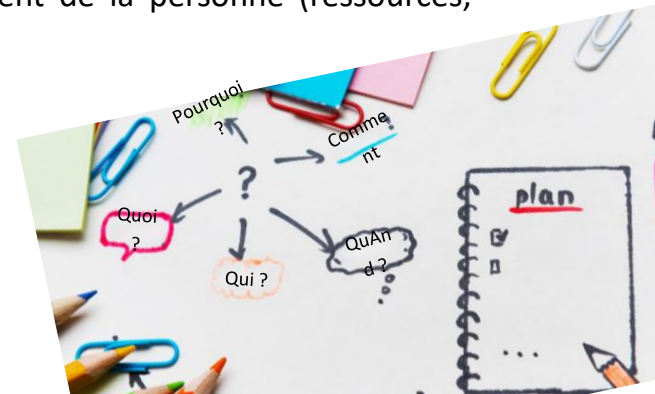 ent de la personne (ressources,
Pourquoi
?
Comme
nt
?
Quoi
?
Qui ?
QuAn
d ?
plan
...